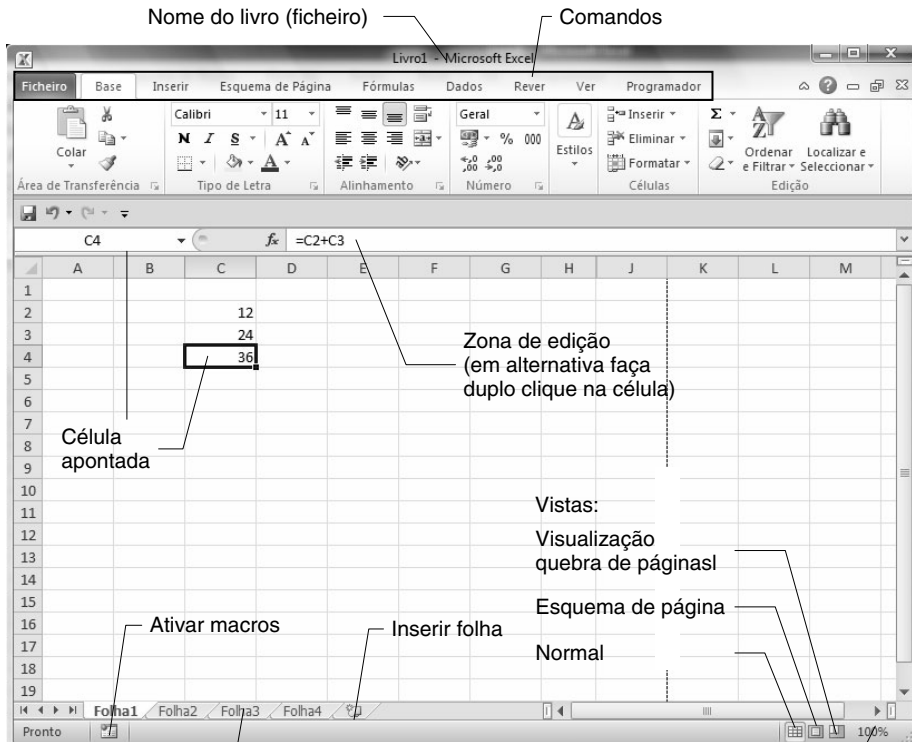 Nome do livro (ficheiro) Comandos
Livro1 - Microsoft Excel
Ficheiro Base Inserir Esquema de Página Fórmulas Dados Rever Ver Programador
Calibri 11 Geral Inserir
N I S A A % 000 Eliminar
Colar A ,00 ,00 Estilos Formatar Ordenar e Filtrar Localizar e Seleccionar
Área de Transferência Tipo de Letra Alinhamento Número Células Edição
C4 fx =C2+C3
A B C D E F G H J K L M
1
2 12
3 24
4 36
5
6
7
8
9
10
11
12
13
14
15
16
17
18
19
Zona de edição
(em alternativa faça
duplo clique na célula)
Célula
apontada
Vistas:
Visualização
quebra de páginasl
Esquema de página
Normal
Ativar macros
Inserir folha
Folha1 Folha2 Folha3 Folha4
Pronto 100%